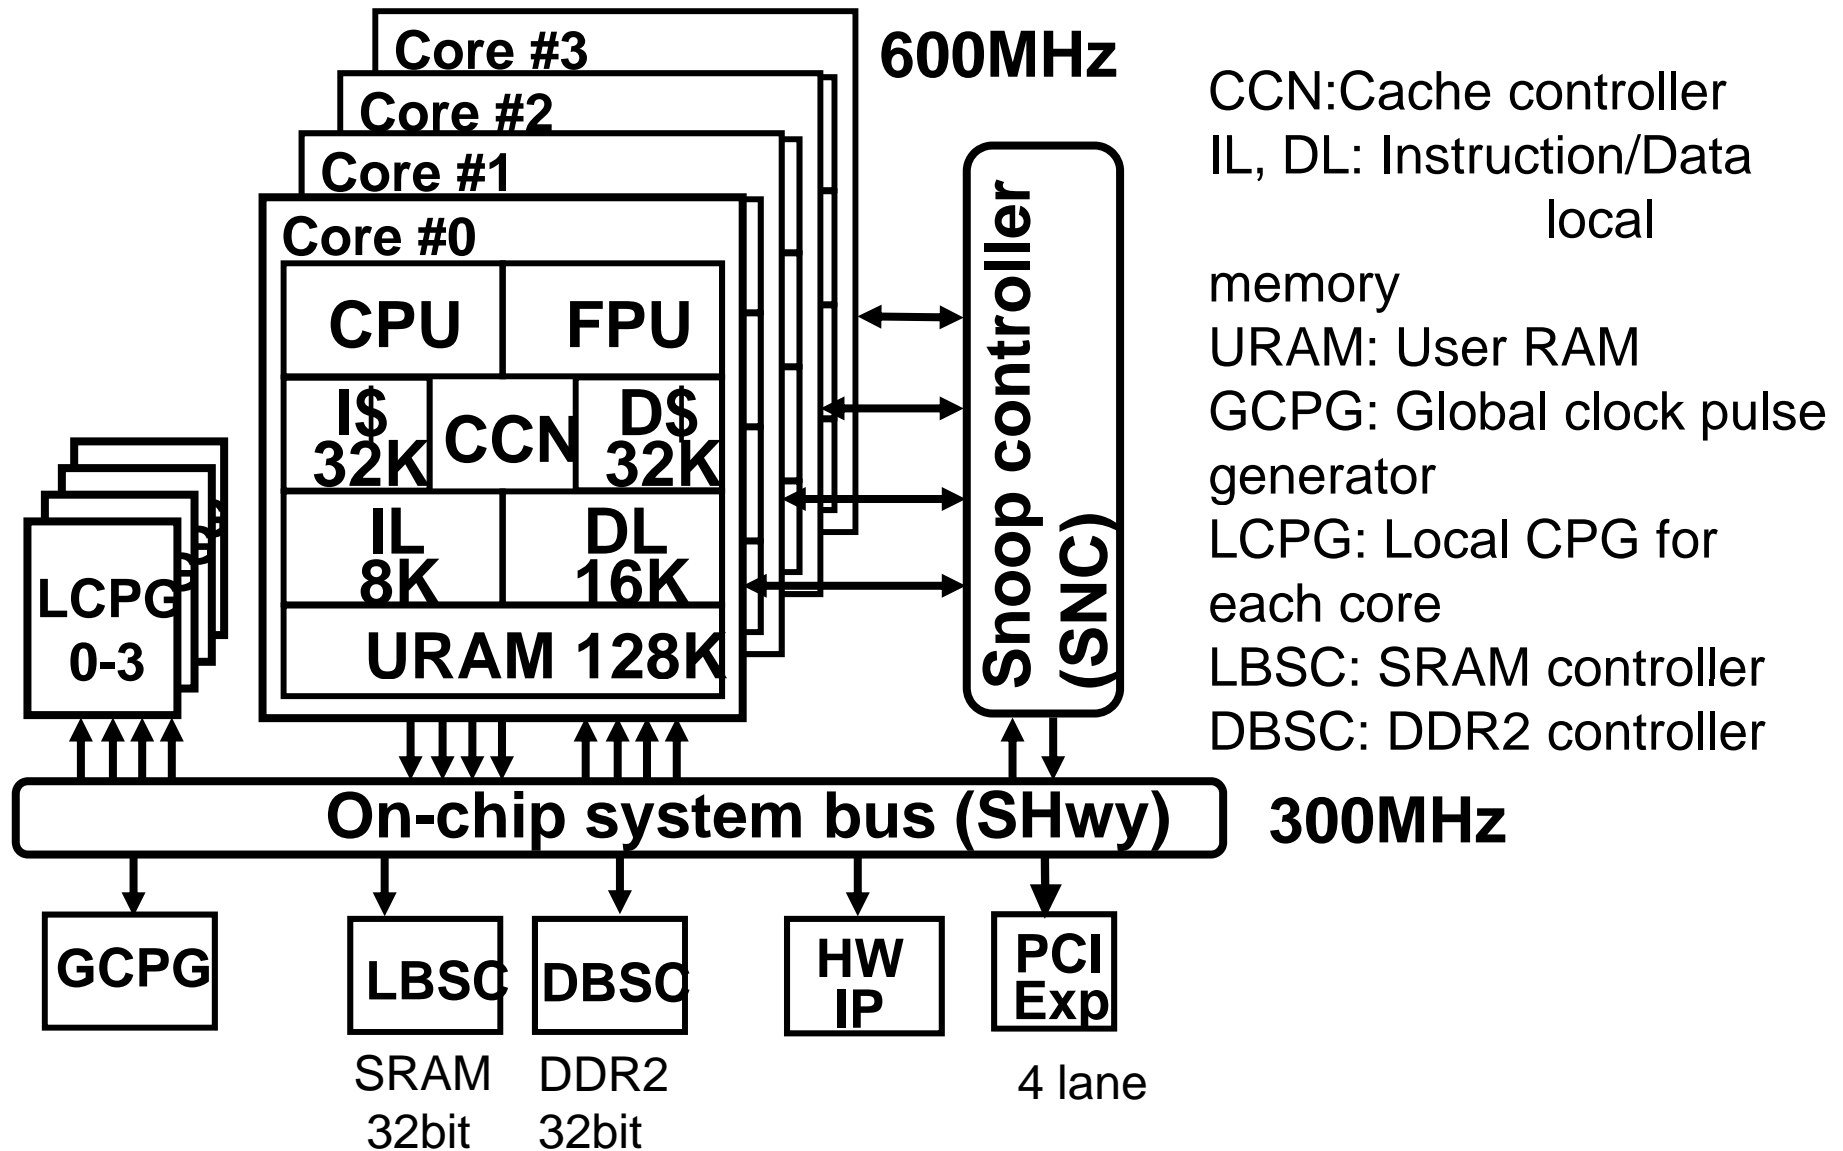 Core #3
600MHz
Core #2
Core #1
Core #0
CPU FPU
I$
32K
CCN
D$
32K
IL
8K
DL
16K
URAM 128K
LCPG
0-3
Snoop controller
(SNC)
CCN:Cache controller
IL, DL: Instruction/Data
local
memory
URAM: User RAM
GCPG: Global clock pulse
generator
LCPG: Local CPG for
each core
LBSC: SRAM controller
DBSC: DDR2 controller
On-chip system bus (SHwy)
300MHz
GCPG
LBSC
DBSC
HW
IP
PCI
Exp
SRAM
32bit
DDR2
32bit
4 lane